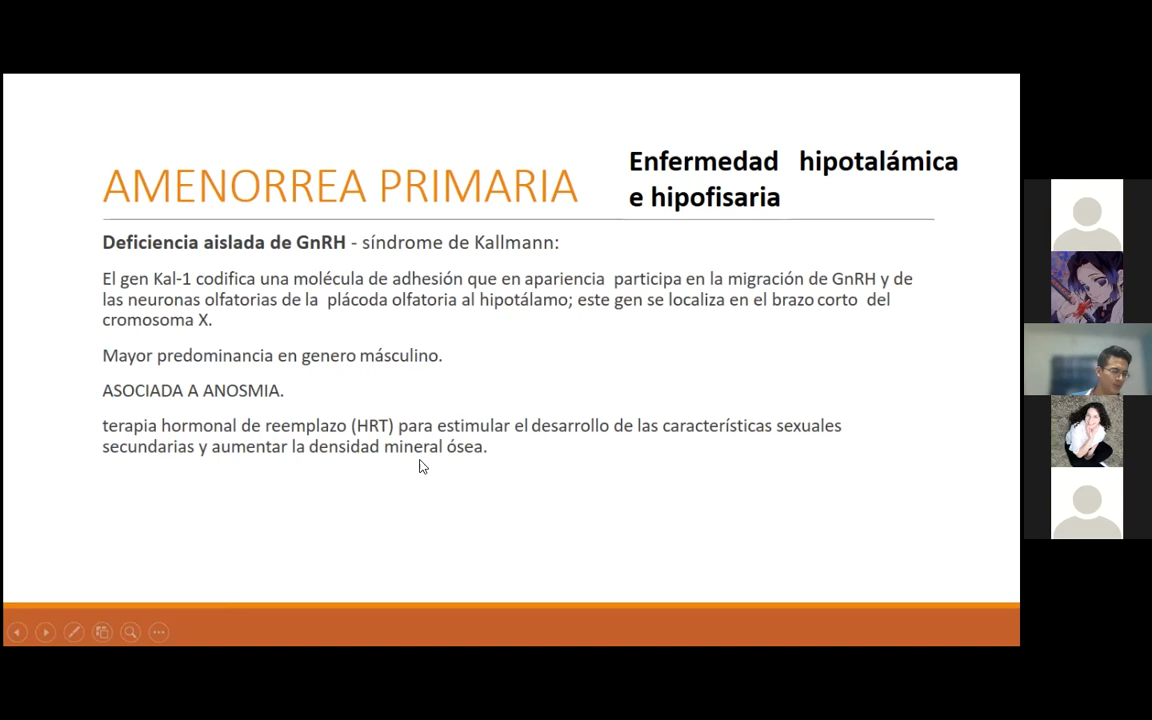 AMENORREA PRIMARIA
Enfermedad hipotalámica
e hipofisaria
Deficiencia aislada de GnRH - síndrome de Kallmann:
El gen Kal-1 codifica una molécula de adhesión que en apariencia participa en la migración de GnRH y de
las neuronas olfatorias de la plácoda olfatoria al hipotálamo; este gen se localiza en el brazo corto del
cromosoma X.
Mayor predominancia en genero másculino.
ASOCIADA A ANOSMIA.
terapia hormonal de reemplazo (HRT) para estimular el desarrollo de las características sexuales
secundarias y aumentar la densidad mineral ósea.